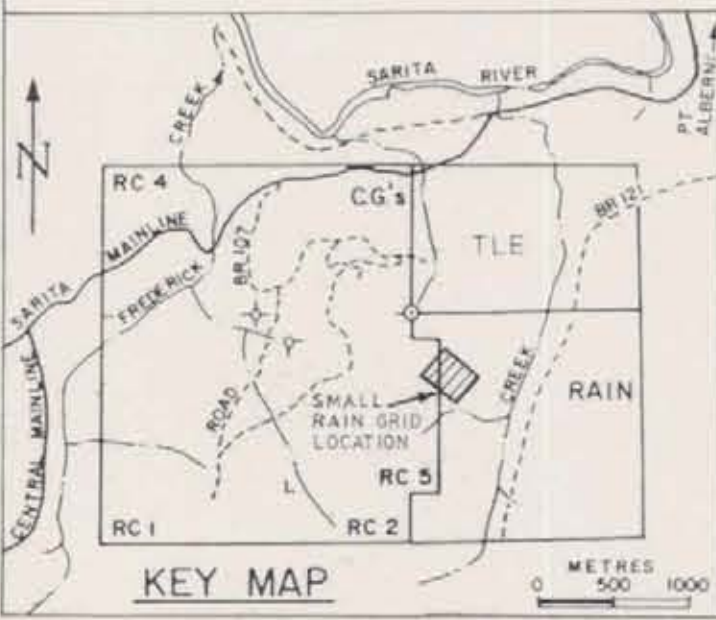 SARITA RIVER
PT ALBERNI
CREEK
N
RC 4
C.G's
BR. 121
SARITA MAINLINE
BR. 107
TLE
FREDERICK
CENTRAL MAINLINE
ROAD
SMALL
RAIN GRID
LOCATION
CREEK
RAIN
L
RC 5
RC 1
RC 2
KEY MAP
METRES
0 500 1000